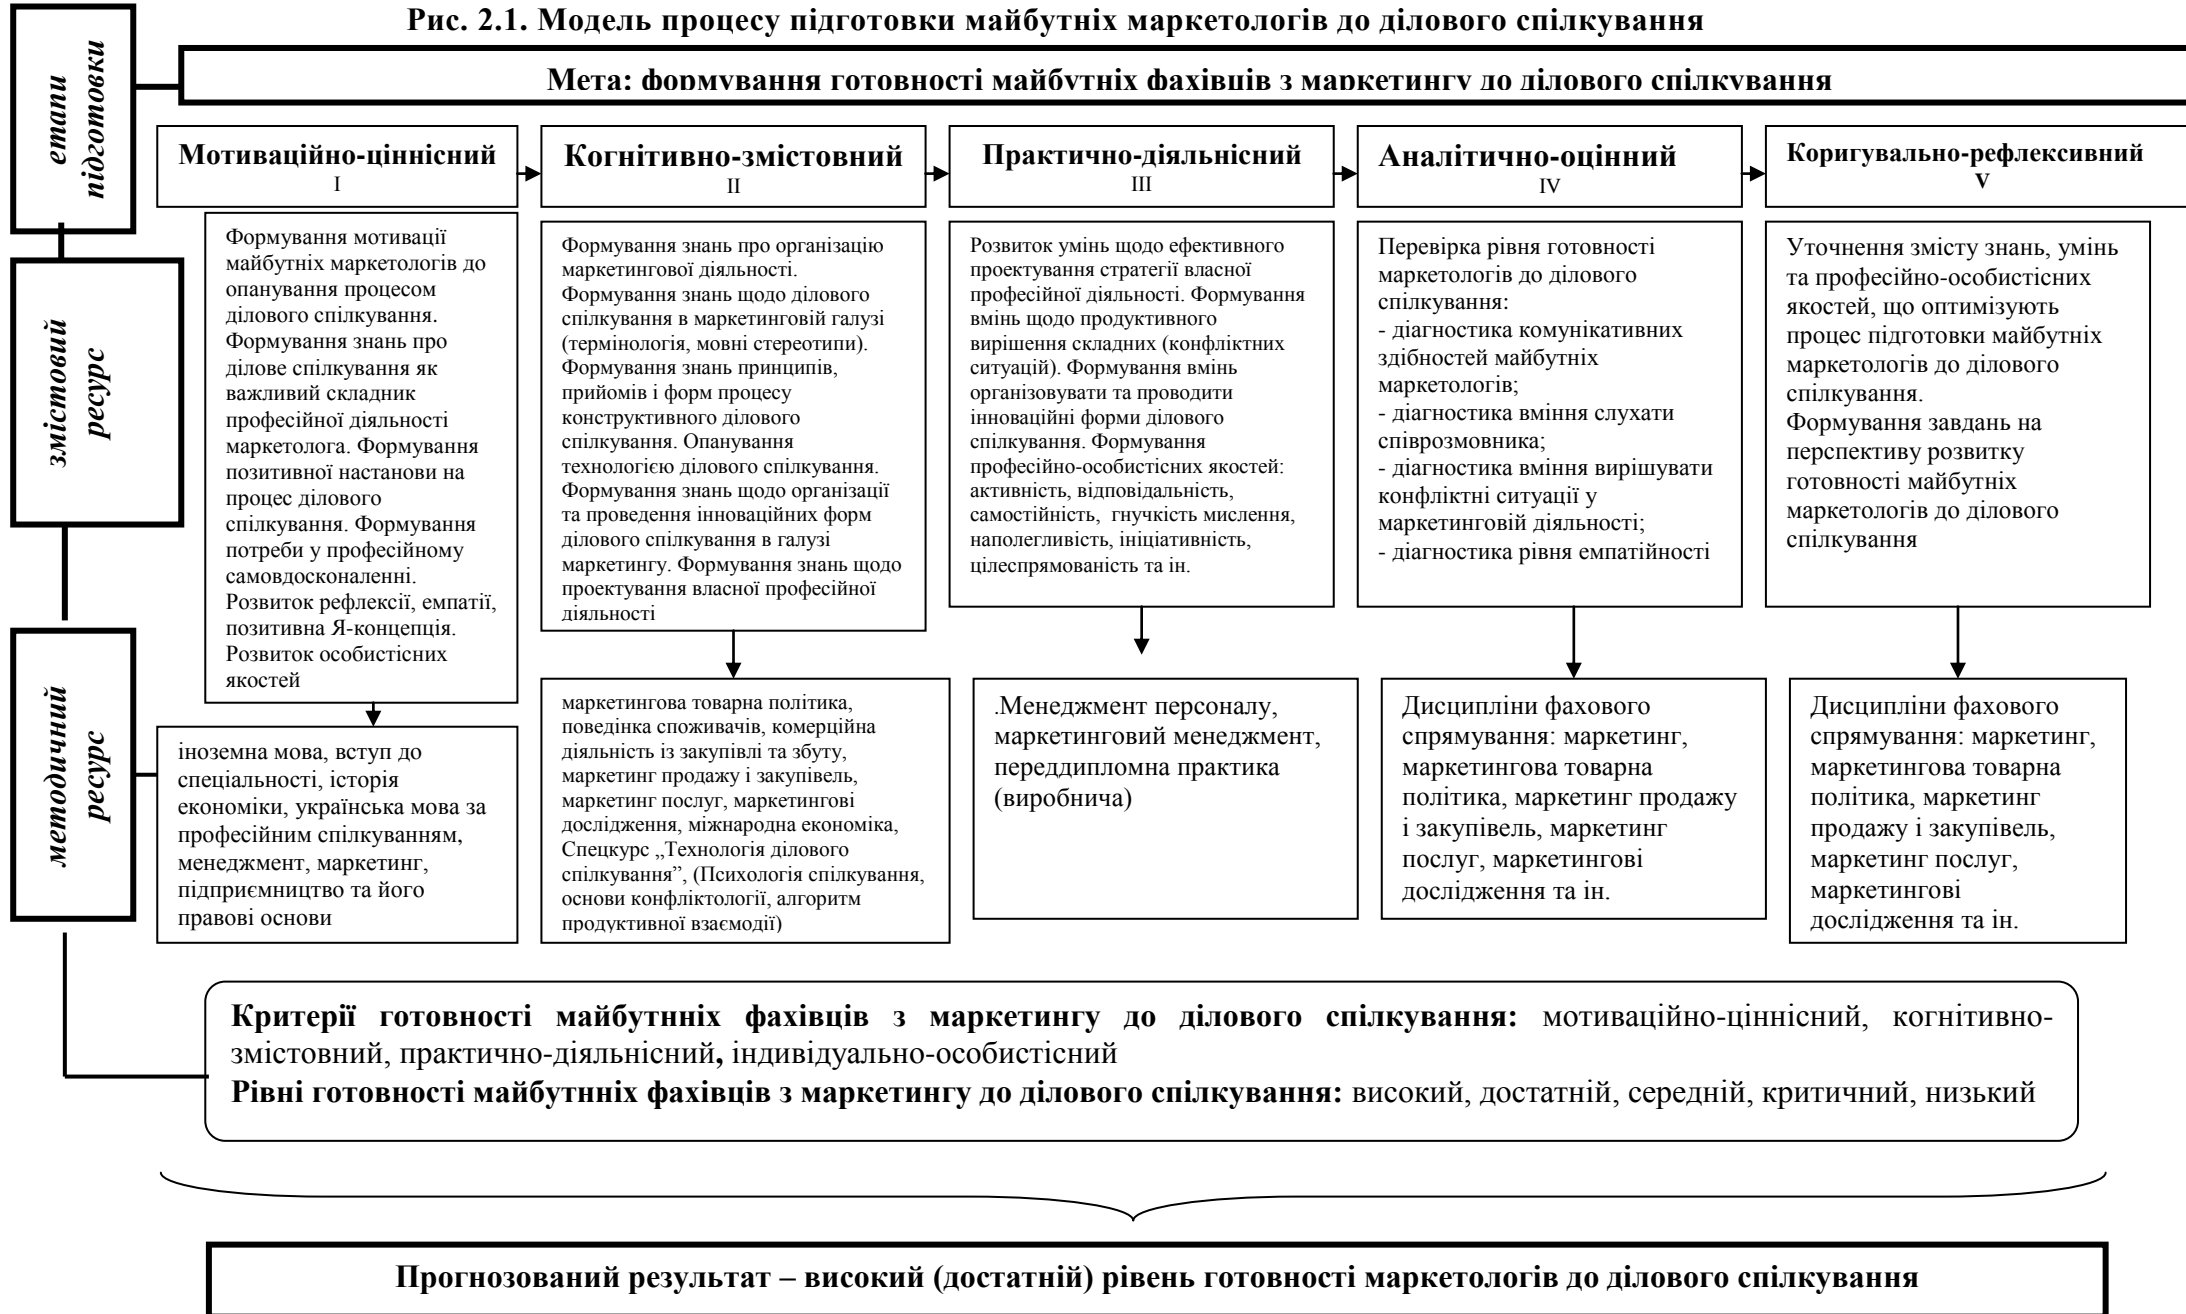 Рис. 2.1. Модель процесу підготовки майбутніх маркетологів до ділового спілкування
етапи
підготовки
Мета: формування готовності майбутніх фахівців з маркетингу до ділового спілкування
Мотиваційно-ціннісний
I
Когнітивно-змістовний
II
Практично-діяльнісний
III
Аналітично-оцінний
IV
Коригувально-рефлексивний
V
змістовий
ресурс
Формування мотивації
майбутніх маркетологів до
опанування процесом
ділового спілкування.
Формування знань про
ділове спілкування як
важливий складник
професійної діяльності
маркетолога. Формування
позитивної настанови на
процес ділового
спілкування. Формування
потреби у професійному
самовдосконаленні.
Розвиток рефлексії, емпатії,
позитивна Я-концепція.
Розвиток особистісних
якостей
Формування знань про організацію
маркетингової діяльності.
Формування знань щодо ділового
спілкування в маркетинговій галузі
(термінологія, мовні стереотипи).
Формування знань принципів,
прийомів і форм процесу
конструктивного ділового
спілкування. Опанування
технологією ділового спілкування.
Формування знань щодо організації
та проведення інноваційних форм
ділового спілкування в галузі
маркетингу. Формування знань щодо
проектування власної професійної
діяльності
Розвиток умінь щодо ефективного
проектування стратегії власної
професійної діяльності. Формування
вмінь щодо продуктивного
вирішення складних (конфліктних
ситуацій). Формування вмінь
організовувати та проводити
інноваційні форми ділового
спілкування. Формування
професійно-особистісних якостей:
активність, відповідальність,
самостійність, гнучкість мислення,
наполегливість, ініціативність,
цілеспрямованість та ін.
Перевірка рівня готовності
маркетологів до ділового
спілкування:
- діагностика комунікативних
здібностей майбутніх
маркетологів;
- діагностика вміння слухати
співрозмовника;
- діагностика вміння вирішувати
конфліктні ситуації у
маркетинговій діяльності;
- діагностика рівня емпатійності
Уточнення змісту знань, умінь
та професійно-особистісних
якостей, що оптимізують
процес підготовки майбутніх
маркетологів до ділового
спілкування.
Формування завдань на
перспективу розвитку
готовності майбутніх
маркетологів до ділового
спілкування
методичний
ресурс
іноземна мова, вступ до
спеціальності, історія
економіки, українська мова за
професійним спілкуванням,
менеджмент, маркетинг,
підприємництво та його
правові основи
маркетингова товарна політика,
поведінка споживачів, комерційна
діяльність із закупівлі та збуту,
маркетинг продажу і закупівель,
маркетинг послуг, маркетингові
дослідження, міжнародна економіка,
Спецкурс „Технологія ділового
спілкування”, (Психологія спілкування,
основи конфліктології, алгоритм
продуктивної взаємодії)
.Менеджмент персоналу,
маркетинговий менеджмент,
переддипломна практика
(виробнича)
Дисципліни фахового
спрямування: маркетинг,
маркетингова товарна
політика, маркетинг продажу
і закупівель, маркетинг
послуг, маркетингові
дослідження та ін.
Дисципліни фахового
спрямування: маркетинг,
маркетингова товарна
політика, маркетинг
продажу і закупівель,
маркетинг послуг,
маркетингові
дослідження та ін.
Критерії готовності майбутнніх фахівців з маркетингу до ділового спілкування: мотиваційно-ціннісний, когнітивно-
змістовний, практично-діяльнісний, індивідуально-особистісний
Рівні готовності майбутнніх фахівців з маркетингу до ділового спілкування: високий, достатній, середній, критичний, низький
Прогнозований результат – високий (достатній) рівень готовності маркетологів до ділового спілкування